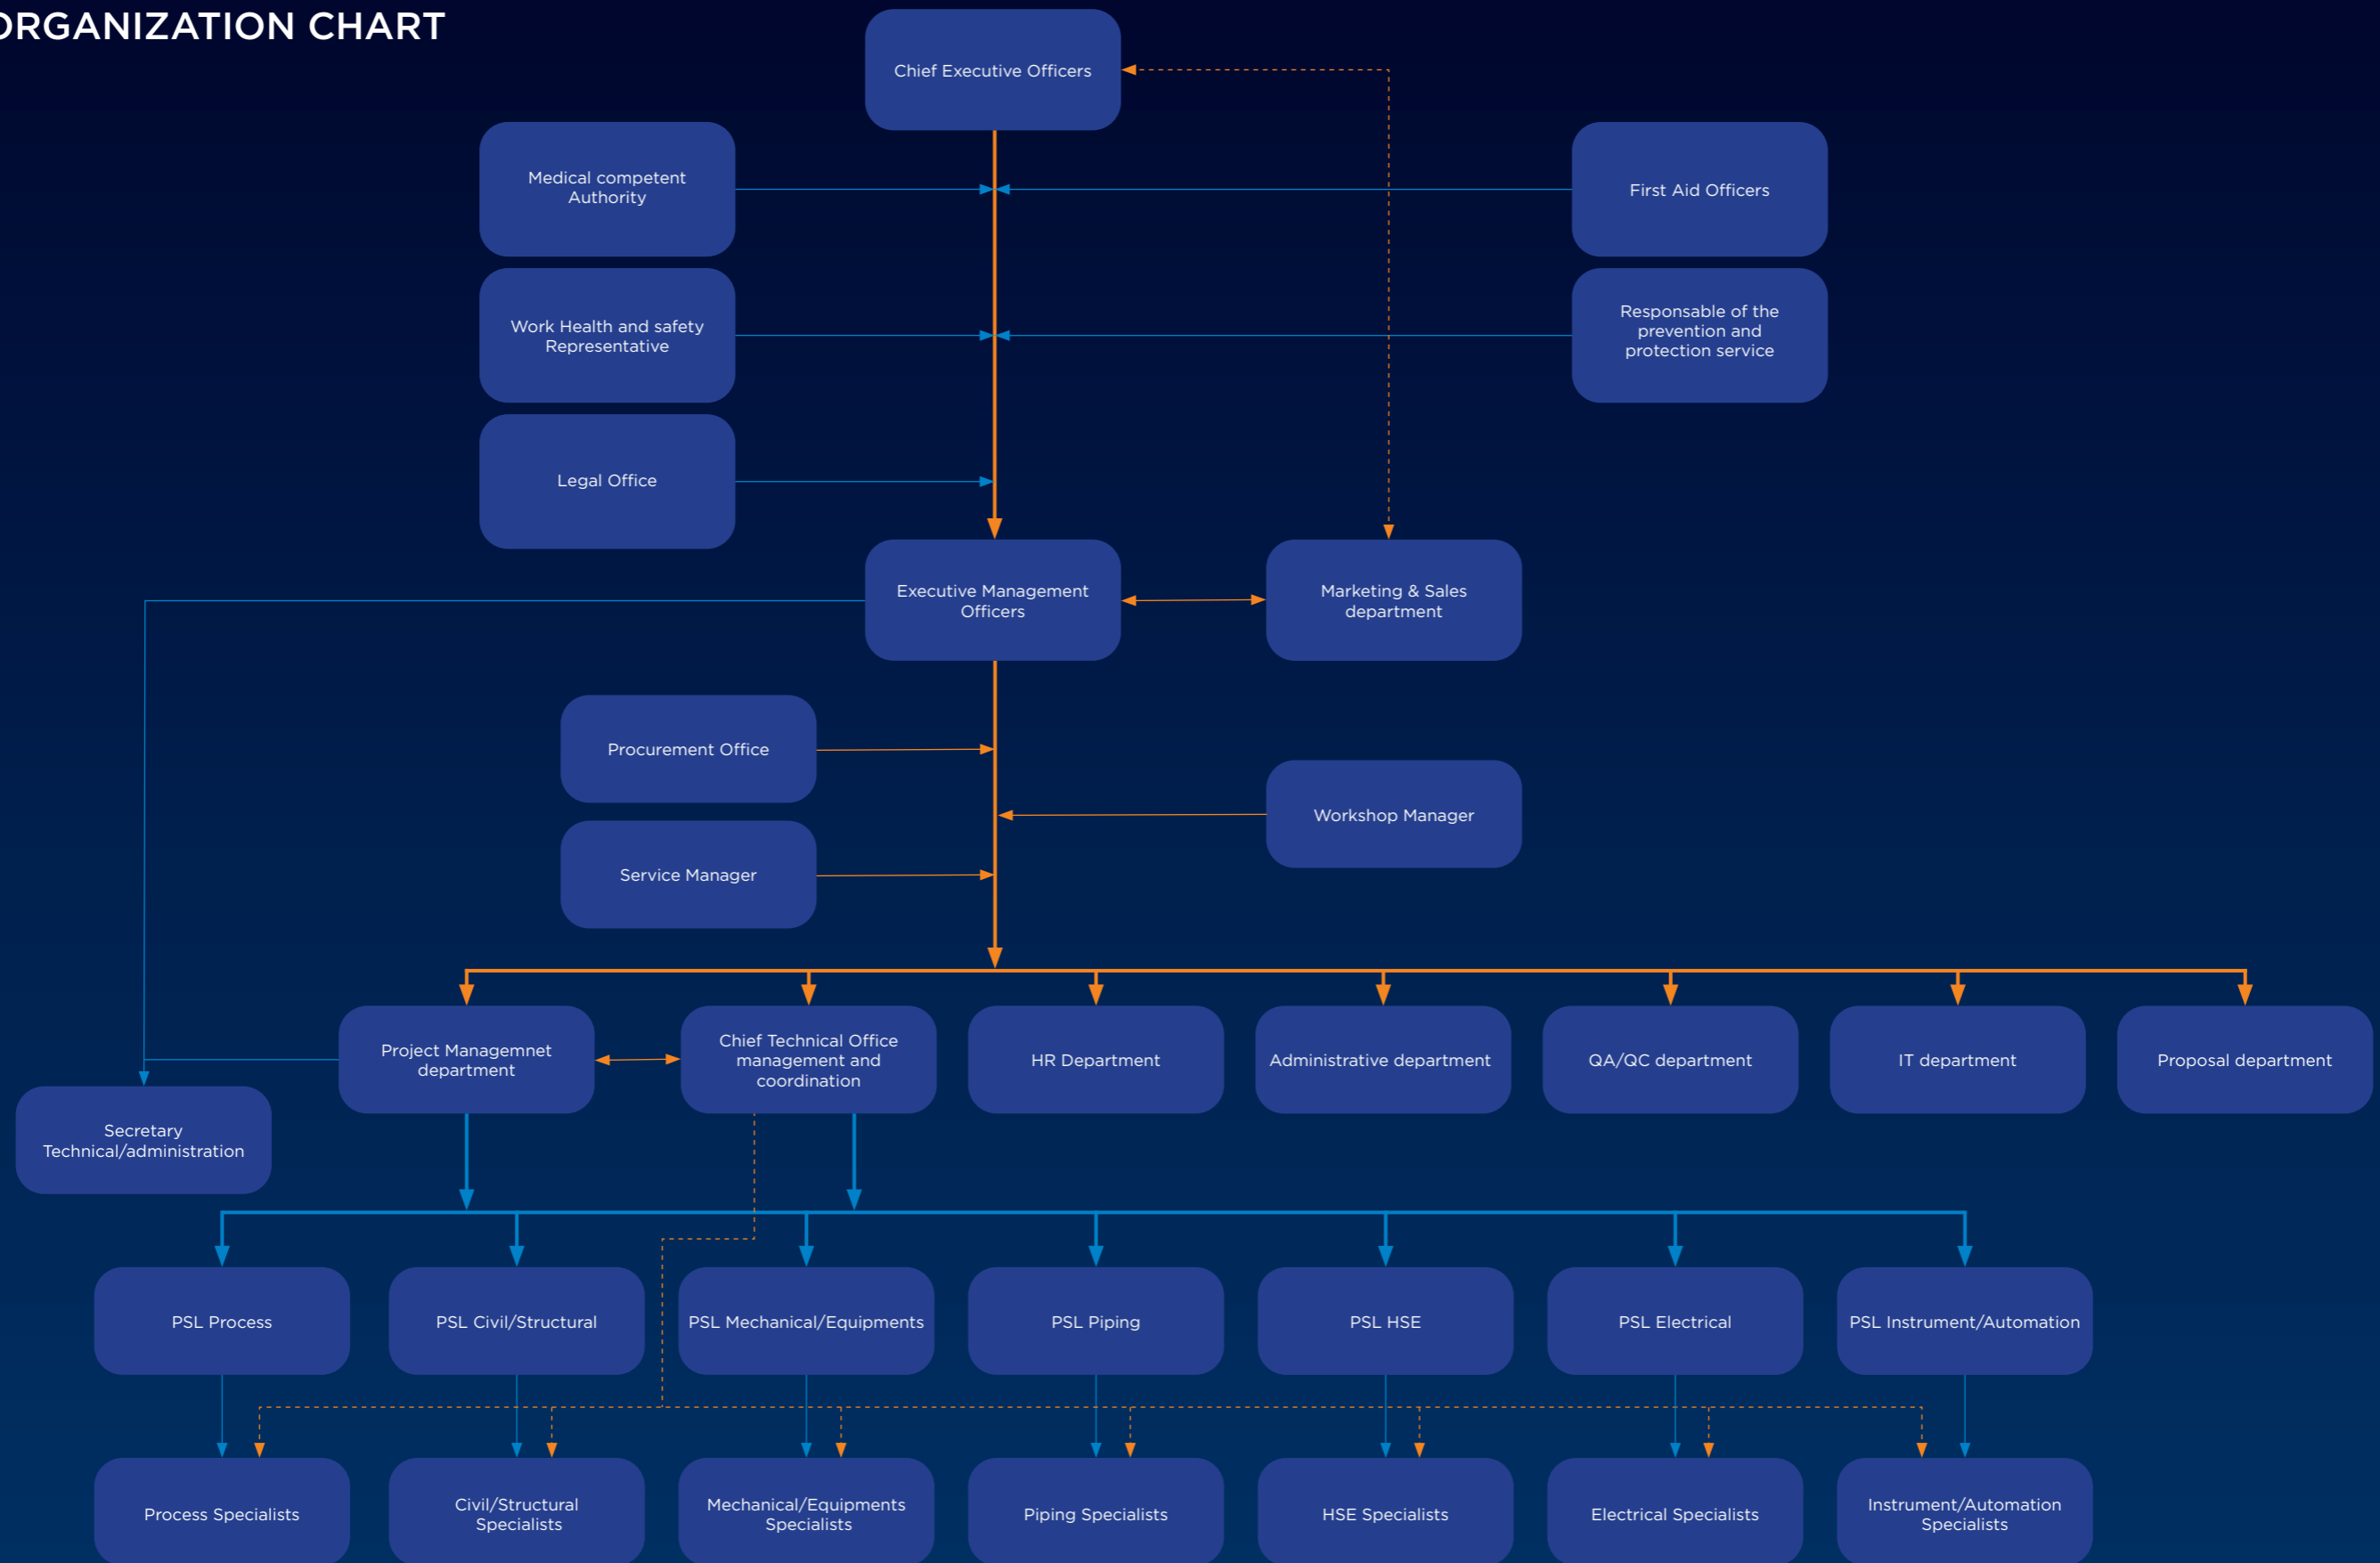 ORGANIZATION CHART
Chief Executive Officers
Medical competent
Authority
First Aid Officers
Work Health and safety
Representative
Responsable of the
prevention and
protection service
Legal Office
Executive Management
Officers
Marketing & Sales
department
Procurement Office
Workshop Manager
Service Manager
Project Managemnet
department
Chief Technical Office
management and
coordination
HR Department
Administrative department
QA/QC department
IT department
Proposal department
Secretary
Technical/administration
PSL Process
PSL Civil/Structural
PSL Mechanical/Equipments
PSL Piping
PSL HSE
PSL Electrical
PSL Instrument/Automation
Process Specialists
Civil/Structural
Specialists
Mechanical/Equipments
Specialists
Piping Specialists
HSE Specialists
Electrical Specialists
Instrument/Automation
Specialists